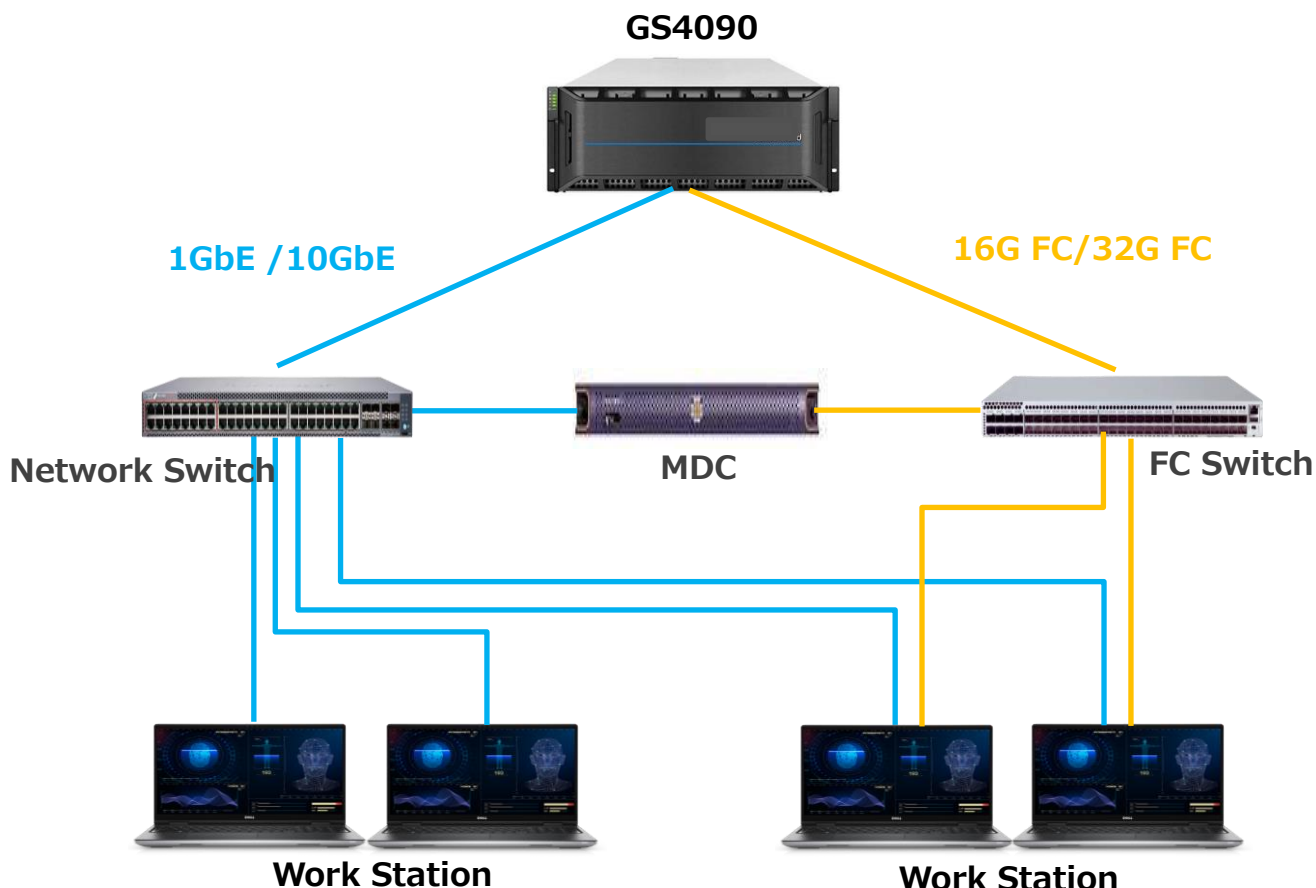 GS4090
1GbE /10GbE
16G FC/32G FC
Network Switch
MDC
FC Switch
Work Station
Work Station